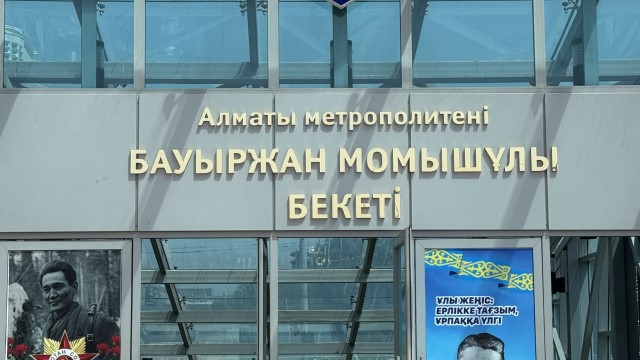 Алматы метрополитені
БАУЫРЖАН МОМЫШҰЛЫ
БЕКЕТІ
ҰЛЫ ЖЕҢІС:
ЕРЛІККЕ ТАҒЗЫМ,
ҰРПАҚҚА ҮЛГІ